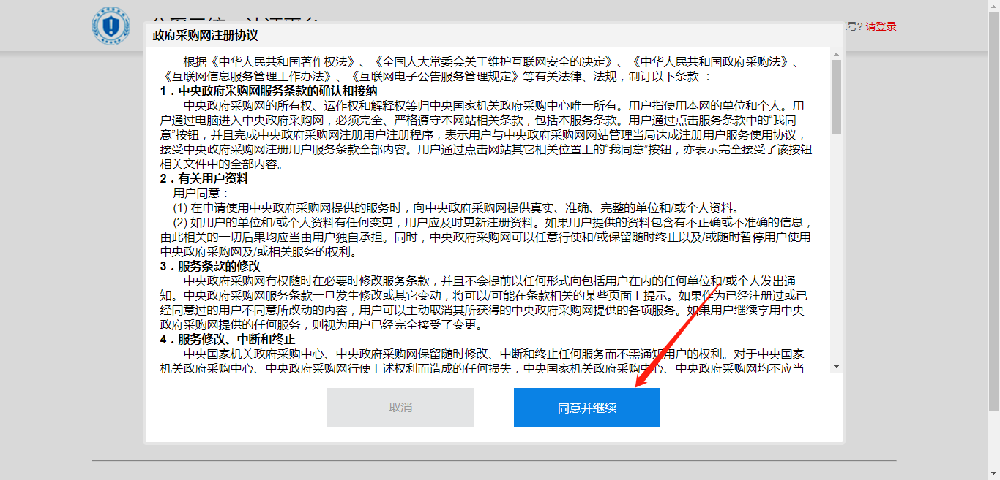 政府采购网注册协议
号? 请登录
根据《中华人民共和国著作权法》、《全国人大常委会关于维护互联网安全的决定》、《中华人民共和国政府采购法》、
《互联网信息服务管理工作办法》、《互联网电子公告服务管理规定》等有关法律、法规，制订以下条款 ：
1．中央政府采购网服务条款的确认和接纳
中央政府采购网的所有权、运作权和解释权等归中央国家机关政府采购中心唯一所有。用户指使用本网的单位和个人。用
户通过电脑进入中央政府采购网，必须完全、严格遵守本网站相关条款，包括本服务条款。用户通过点击服务条款中的“我同
意”按钮，并且完成中央政府采购网注册用户注册程序，表示用户与中央政府采购网网站管理当局达成注册用户服务使用协议，
接受中央政府采购网注册用户服务条款全部内容。用户通过点击网站其它相关位置上的“我同意”按钮，亦表示完全接受了该按钮
相关文件中的全部内容。
2．有关用户资料
用户同意：
(1) 在申请使用中央政府采购网提供的服务时，向中央政府采购网提供真实、准确、完整的单位和/或个人资料。
(2) 如用户的单位和/或个人资料有任何变更，用户应及时更新注册资料。如果用户提供的资料包含有不正确或不准确的信息，
由此相关的一切后果均应当由用户独自承担。同时，中央政府采购网可以任意行使和/或保留随时终止以及/或随时暂停用户使用
中央政府采购网及/或相关服务的权利。
3．服务条款的修改
中央政府采购网有权随时在必要时修改服务条款，并且不会提前以任何形式向包括用户在内的任何单位和/或个人发出通
知。中央政府采购网服务条款一旦发生修改或其它变动，将可以/可能在条款相关的某些页面上提示。如果作为已经注册过或已
经同意过的用户不同意所改动的内容，用户可以主动取消其所获得的中央政府采购网提供的各项服务。如果用户继续享用中央
政府采购网提供的任何服务，则视为用户已经完全接受了变更。
4．服务修改、中断和终止
中央国家机关政府采购中心、中央政府采购网保留随时修改、中断和终止任何服务而不需通知用户的权利。对于中央国家
机关政府采购中心、中央政府采购网行使上述权利而造成的任何损失，中央国家机关政府采购中心、中央政府采购网均不应当
取消
同意并继续